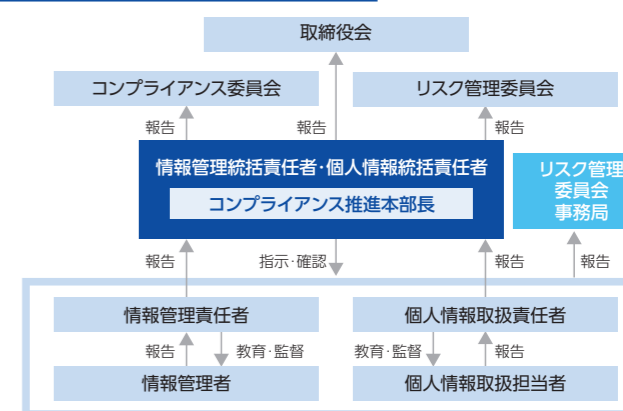 取締役会
コンプライアンス委員会
リスク管理委員会
報告
報告
報告
情報管理統括責任者・個人情報統括責任者
コンプライアンス推進本部長
リスク管理
委員会
事務局
報告
指示・確認
報告
報告
情報管理責任者
個人情報取扱責任者
報告
教育・監督
教育・監督
報告
情報管理者
個人情報取扱担当者